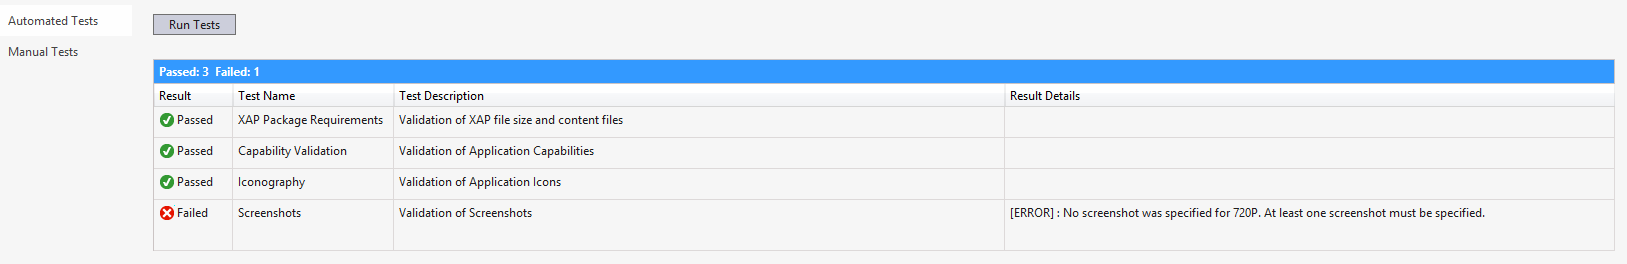 Automated Tests
Manual Tests
Run Tests
Passed: 3 Failed: 1
Result Test Name Test Description Result Details
Passed XAP Package Requirements Validation of XAP file size and content files
Passed Capability Validation Validation of Application Capabilities
Passed Iconography Validation of Application Icons
Failed Screenshots Validation of Screenshots [ERROR] : No screenshot was specified for 720P. At least one screenshot must be specified.